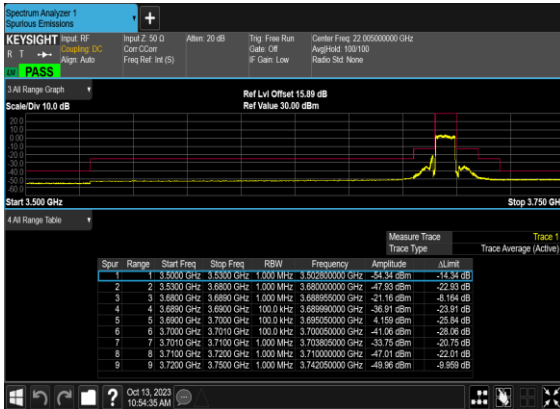 Spectrum Analyzer 1
Spurious Emissions
+
KEYSIGHT Input: RF Input Z: 50 Ω Atten: 20 dB Trig: Free Run Center Freq: 22.005000000 GHz
R T Coupling: DC Corr CCorr Gate: Off Avg|Hold: 100/100
Align: Auto Freq Ref: Int (S) IF Gain: Low Radio Std: None
PASS
3 All Range Graph
Ref Lvl Offset 15.89 dB
Scale/Div 10.0 dB Ref Value 30.00 dBm
20.0
10.0
0.00
-10.0
-20.0
-30.0
-40.0
-50.0
-60.0
Start 3.500 GHz Stop 3.750 GH
4 All Range Table
Measure Trace Trace 1
Trace Type Trace Average (Active)
Spur Range Start Freq Stop Freq RBW Frequency Amplitude ΔLimit
1 1 3.5000 GHz 3.5300 GHz 1.000 MHz 3.502800000 GHz -54.34 dBm -14.34 dB
2 2 3.5300 GHz 3.6800 GHz 1.000 MHz 3.680000000 GHz -47.93 dBm -22.93 dB
3 3 3.6800 GHz 3.6890 GHz 1.000 MHz 3.688955000 GHz -21.16 dBm -8.164 dB
4 4 3.6890 GHz 3.6900 GHz 100.0 kHz 3.689990000 GHz -36.91 dBm -23.91 dB
5 5 3.6900 GHz 3.7000 GHz 100.0 kHz 3.695050000 GHz 4.159 dBm -25.84 dB
6 6 3.7000 GHz 3.7010 GHz 100.0 kHz 3.700050000 GHz -41.06 dBm -28.06 dB
7 7 3.7010 GHz 3.7100 GHz 1.000 MHz 3.703805000 GHz -33.75 dBm -20.75 dB
8 8 3.7100 GHz 3.7200 GHz 1.000 MHz 3.710000000 GHz -47.01 dBm -22.01 dB
9 9 3.7200 GHz 3.7500 GHz 1.000 MHz 3.742050000 GHz -49.96 dBm -9.959 dB
? Oct 13, 2023
10:54:35 AM